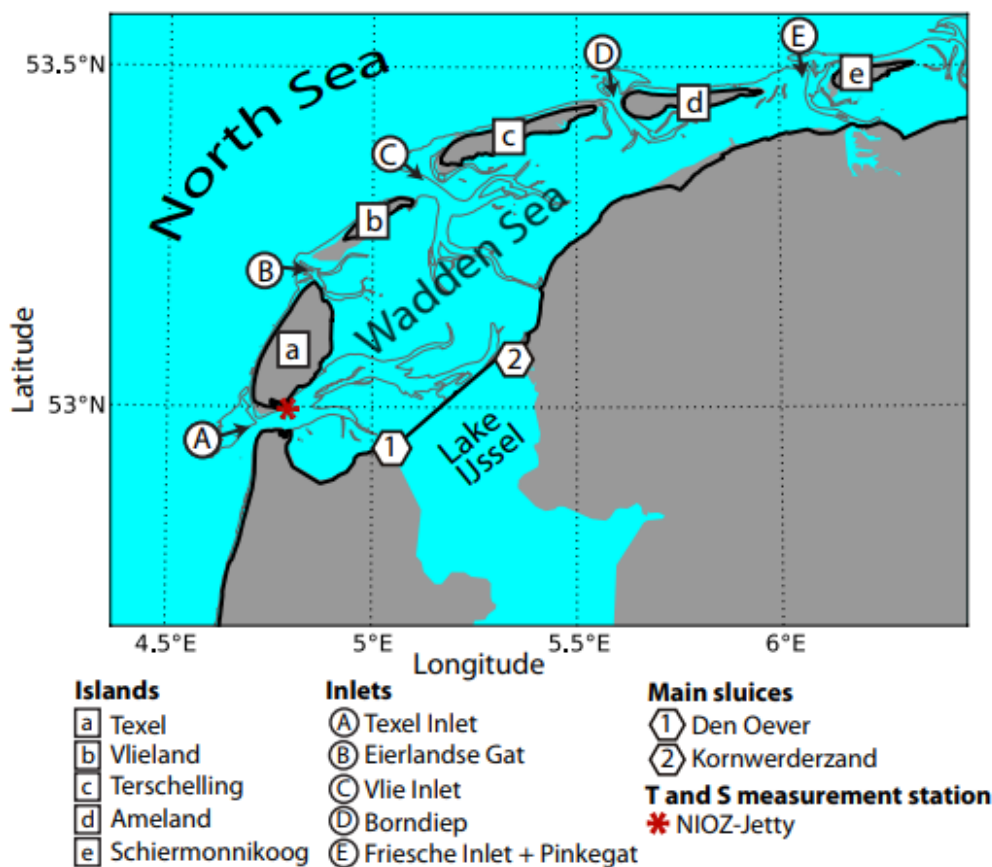 North Sea
Wadden Sea
Lake
IJssel
A
B
C
D
E
a
b
c
d
e
1
2
53.5°N
53°N
Latitude
4.5°E 5°E 5.5°E 6°E
Longitude
Islands
a Texel
b Vlieland
c Terschelling
d Ameland
e Schiermonnikoog
Inlets
A Texel Inlet
B Eierlandse Gat
C Vlie Inlet
D Borndiep
E Friesche Inlet + Pinkegat
Main sluices
1 Den Oever
2 Kornwerderzand
T and S measurement station
NIOZ-Jetty